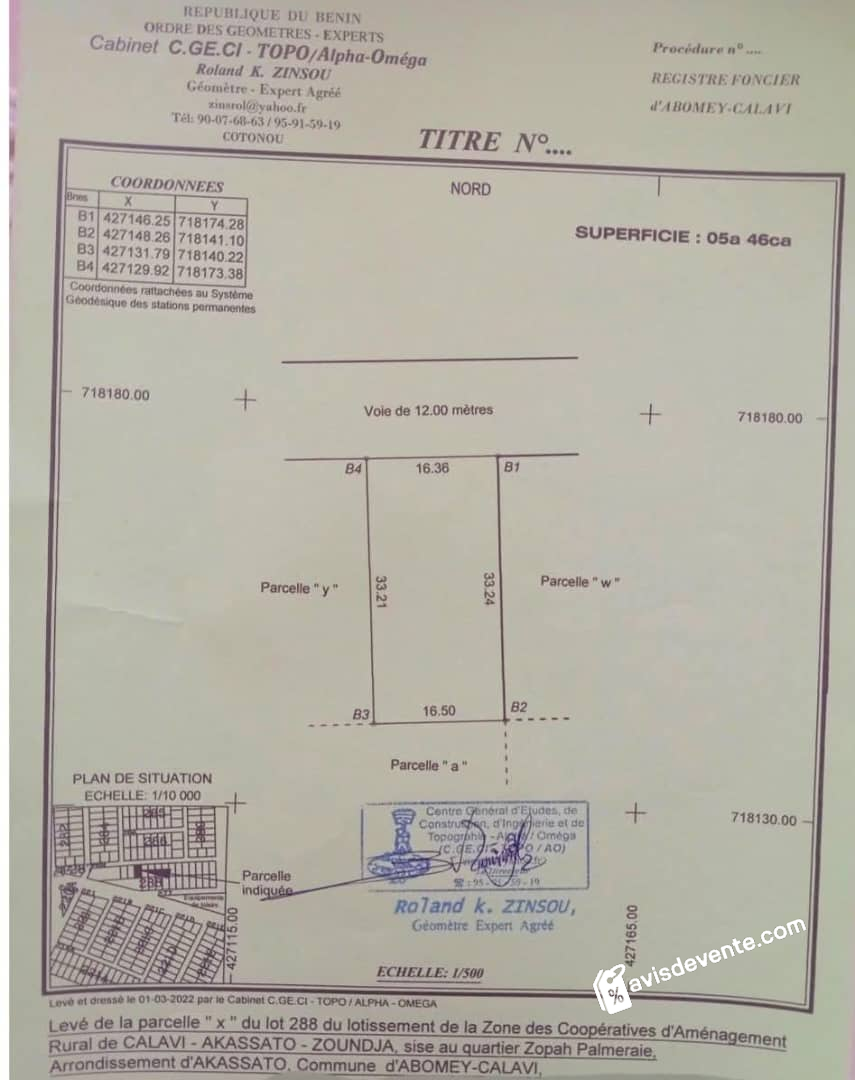 REPUBLIQUE DU BENIN
ORDRE DES GEOMETRES - EXPERTS
Cabinet C.GE.CI - TOPO/Alpha-Oméga
Roland K. ZINSOU
Géomètre - Expert Agréé
zinsrol@yahoo.fr
Tél: 90-07-68-63 / 95-91-59-19
COTONOU
Procédure n° ....
REGISTRE FONCIER
d'ABOMEY-CALAVI
TITRE N°....
COORDONNEES
Bnes X Y
B1 427146.25 718174.28
B2 427148.26 718141.10
B3 427131.79 718140.22
B4 427129.92 718173.38
Coordonnées rattachées au Système
Géodésique des stations permanentes
NORD
SUPERFICIE : 05a 46ca
718180.00
Voie de 12.00 mètres
718180.00
B4 16.36 B1
Parcelle " y "
33.21
33.24
Parcelle " w "
B3 16.50 B2
Parcelle " a "
PLAN DE SITUATION
ECHELLE: 1/10 000
718130.00
Parcelle
indiquée
288
286
427115.00
427165.00
Centre Général d'Etudes, de
Construction, d'Ingénierie et de
Topographie - Alpha / Oméga
(C.GE.CI - TOPO / AO)
Roland k. ZINSOU,
Géomètre Expert Agréé
ECHELLE: 1/500
% avisdevente.com
Levé et dressé le 01-03-2022 par le Cabinet C.GE.CI - TOPO / ALPHA - OMEGA
Levé de la parcelle " x " du lot 288 du lotissement de la Zone des Coopératives d'Aménagement
Rural de CALAVI - AKASSATO - ZOUNDJA, sise au quartier Zopah Palmeraie,
Arrondissement d'AKASSATO, Commune d'ABOMEY-CALAVI,